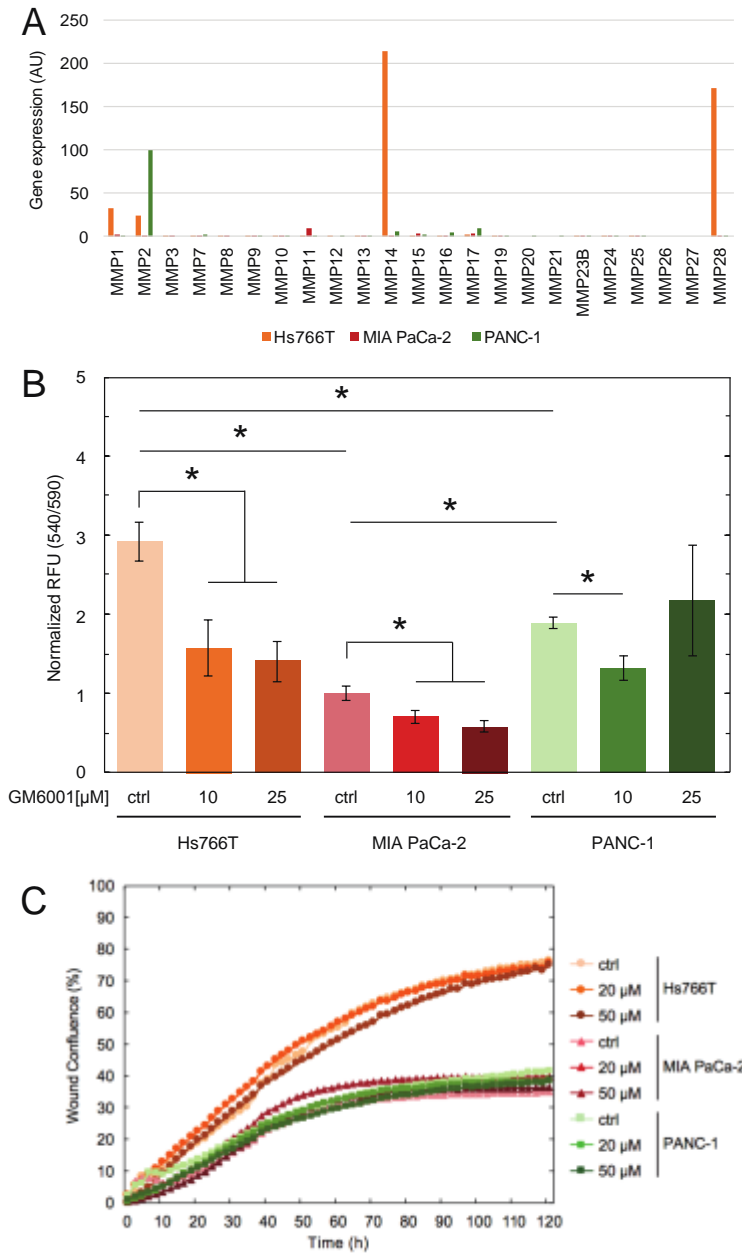 A
Gene expression (AU)
250
200
150
100
50
0
MMP1
MMP2
MMP3
MMP7
MMP8
MMP9
MMP10
MMP11
MMP12
MMP13
MMP14
MMP15
MMP16
MMP17
MMP19
MMP20
MMP21
MMP23B
MMP24
MMP25
MMP26
MMP27
MMP28
Hs766T MIA PaCa-2 PANC-1
B
Normalized RFU (540/590)
5
4
3
2
1
0
*
*
*
*
*
*
GM6001[µM] ctrl 10 25 ctrl 10 25 ctrl 10 25
Hs766T MIA PaCa-2 PANC-1
C
Wound Confluence (%)
100
90
80
70
60
50
40
30
20
10
0
0 10 20 30 40 50 60 70 80 90 100 110 120
Time (h)
ctrl
20 µM
50 µM
Hs766T
ctrl
20 µM
50 µM
MIA PaCa-2
ctrl
20 µM
50 µM
PANC-1